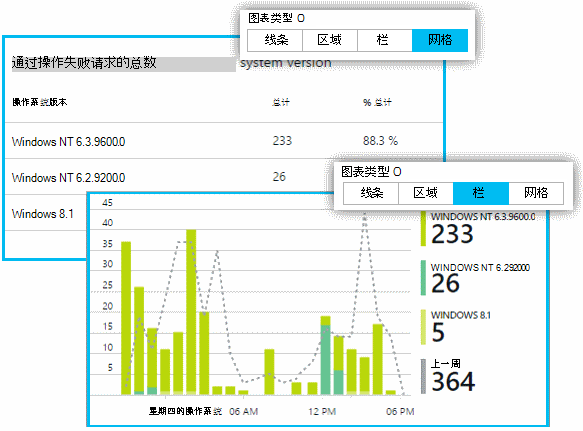 图表类型 O
线条 区域 栏 网格
通过操作失败请求的总数 system version
操作系统版本 总计 % 总计
Windows NT 6.3.9600.0 233 88.3 %
Windows NT 6.2.9200.0 26
Windows 8.1
图表类型 O
线条 区域 栏 网格
45
40
35
30
25
20
15
10
5
WINDOWS NT 6.3.9600.0
233
WINDOWS NT 6.292000
26
WINDOWS 8.1
5
上一周
364
星期四的操作系统 06 AM 12 PM 06 PM